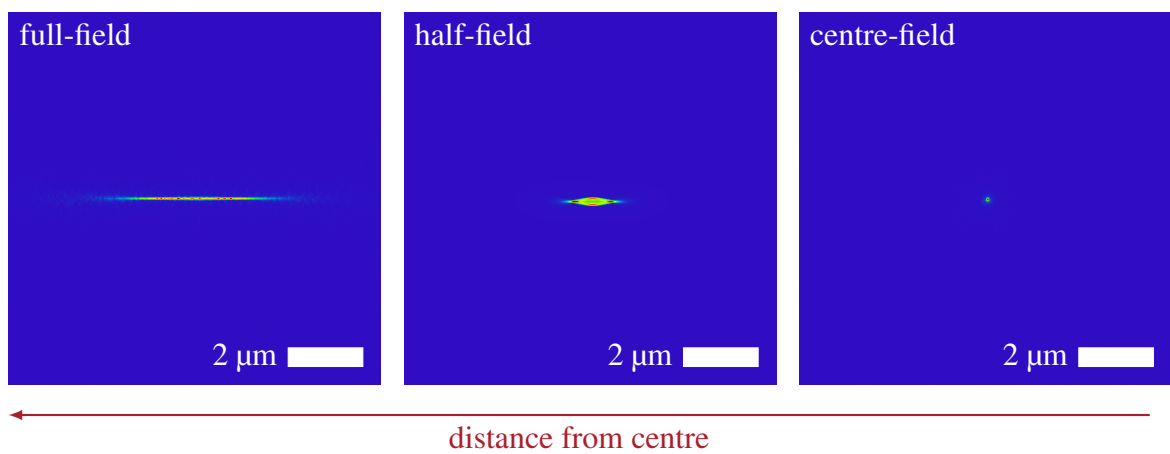 full-field
half-field
centre-field
2 µm
2 µm
2 µm
distance from centre